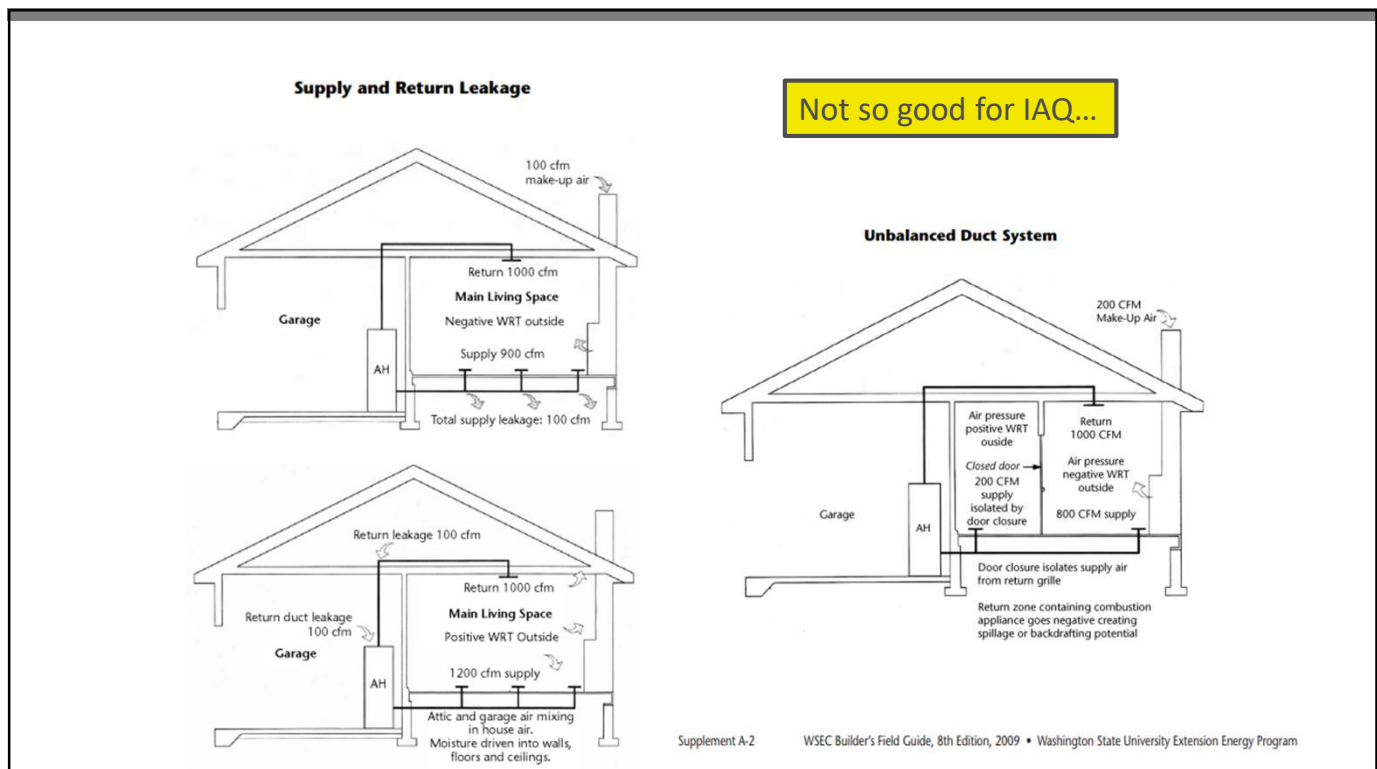 Supply and Return Leakage
Not so good for IAQ...
100 cfm
make-up air
Return 1000 cfm
Main Living Space
Negative WRT outside
Garage
AH
Supply 900 cfm
Total supply leakage: 100 cfm
Return leakage 100 cfm
Return 1000 cfm
Return duct leakage
100 cfm
Main Living Space
Positive WRT Outside
Garage
AH
1200 cfm supply
Attic and garage air mixing
in house air.
Moisture driven into walls,
floors and ceilings.
Unbalanced Duct System
200 CFM
Make-Up Air
Air pressure
positive WRT
ouside
Closed door
200 CFM
supply
isolated by
door closure
Return
1000 CFM
Air pressure
negative WRT
outside
800 CFM supply
Garage
AH
Door closure isolates supply air
from return grille
Return zone containing combustion
appliance goes negative creating
spillage or backdrafting potential
Supplement A-2 WSEC Builder's Field Guide, 8th Edition, 2009 • Washington State University Extension Energy Program